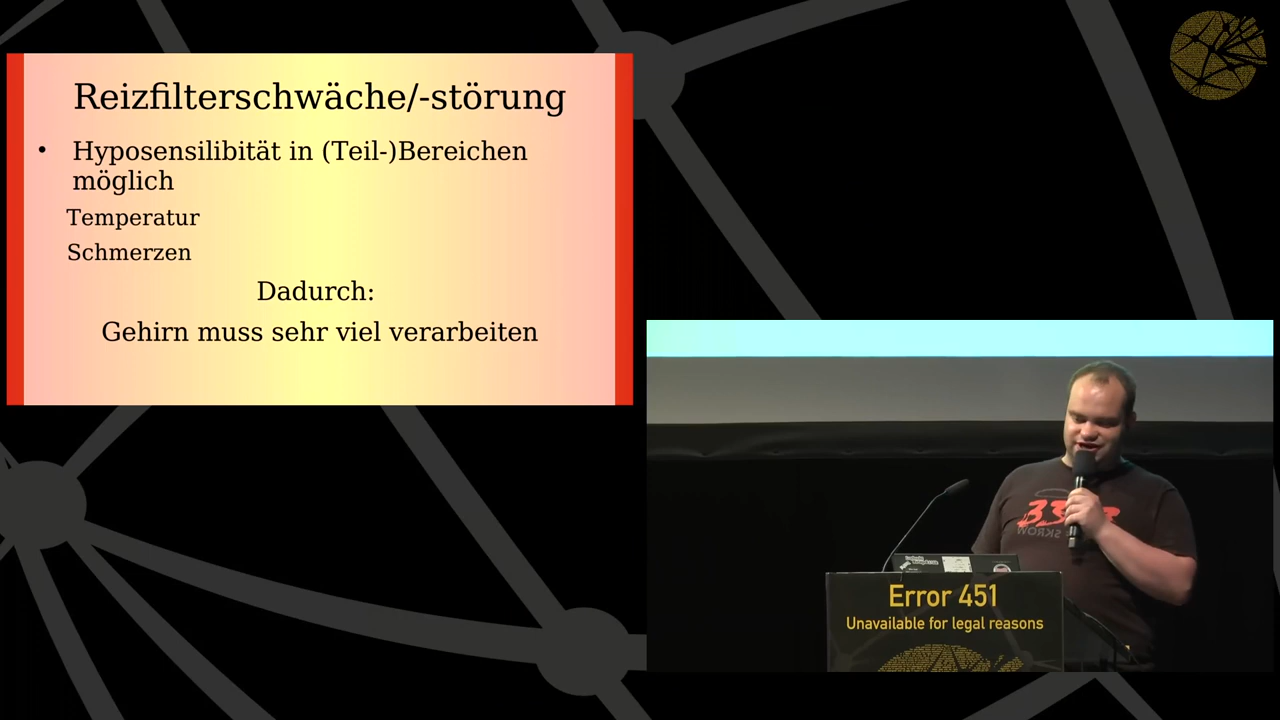 Reizfilterschwäche/-störung
• Hyposensilibität in (Teil-)Bereichen
möglich
Temperatur
Schmerzen
Dadurch:
Gehirn muss sehr viel verarbeiten
Error 451
Unavailable for legal reasons